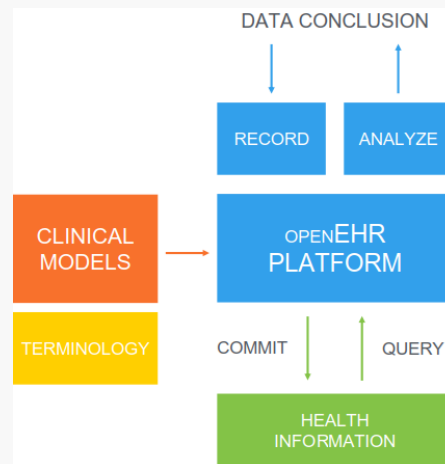 DATA CONCLUSION
RECORD
ANALYZE
CLINICAL
MODELS
OPENEHR
PLATFORM
TERMINOLOGY
COMMIT
QUERY
HEALTH
INFORMATION